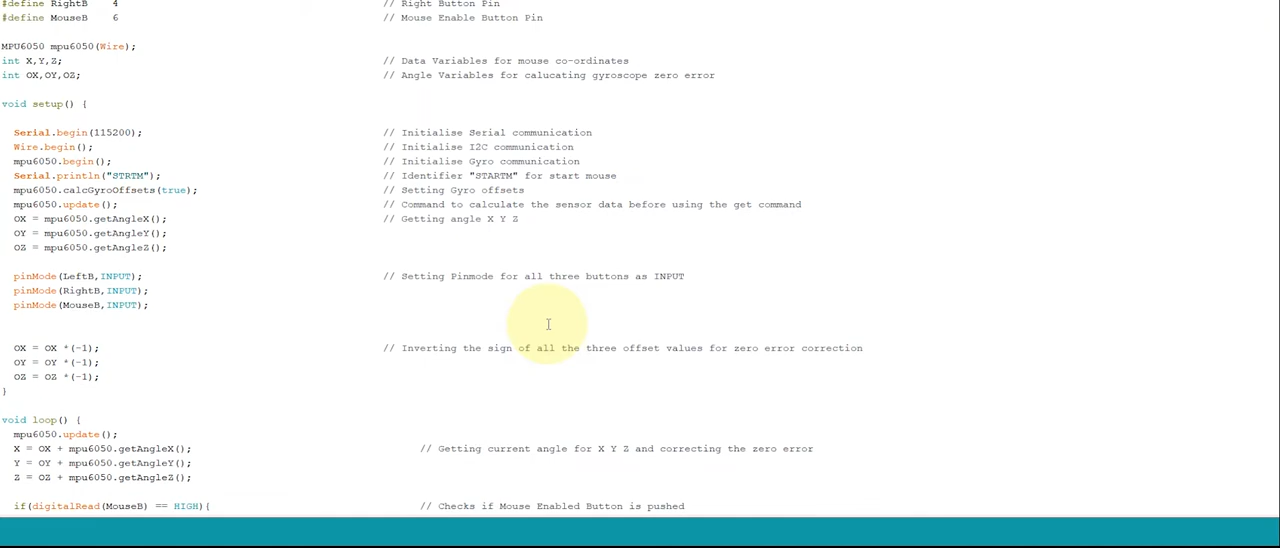 #define RightB    4    // Right Button Pin
#define MouseB    6    // Mouse Enable Button Pin
MPU6050 mpu6050(Wire);
int X,Y,Z;    // Data Variables for mouse co-ordinates
int OX,OY,OZ;    // Angle Variables for calucating gyroscope zero error
void setup() {
Serial.begin(115200);    // Initialise Serial communication
Wire.begin();    // Initialise I2C communication
mpu6050.begin();    // Initialise Gyro communication
Serial.println("STRTM");    // Identifier "STARTM" for start mouse
mpu6050.calcGyroOffsets(true);    // Setting Gyro offsets
mpu6050.update();    // Command to calculate the sensor data before using the get command
OX = mpu6050.getAngleX();    // Getting angle X Y Z
OY = mpu6050.getAngleY();
OZ = mpu6050.getAngleZ();
pinMode(LeftB,INPUT);    // Setting Pinmode for all three buttons as INPUT
pinMode(RightB,INPUT);
pinMode(MouseB,INPUT);
OX = OX *(-1);    // Inverting the sign of all the three offset values for zero error correction
OY = OY *(-1);
OZ = OZ *(-1);
}
void loop() {
mpu6050.update();
X = OX + mpu6050.getAngleX();    // Getting current angle for X Y Z and correcting the zero error
Y = OY + mpu6050.getAngleY();
Z = OZ + mpu6050.getAngleZ();
if(digitalRead(MouseB) == HIGH){    // Checks if Mouse Enabled Button is pushed